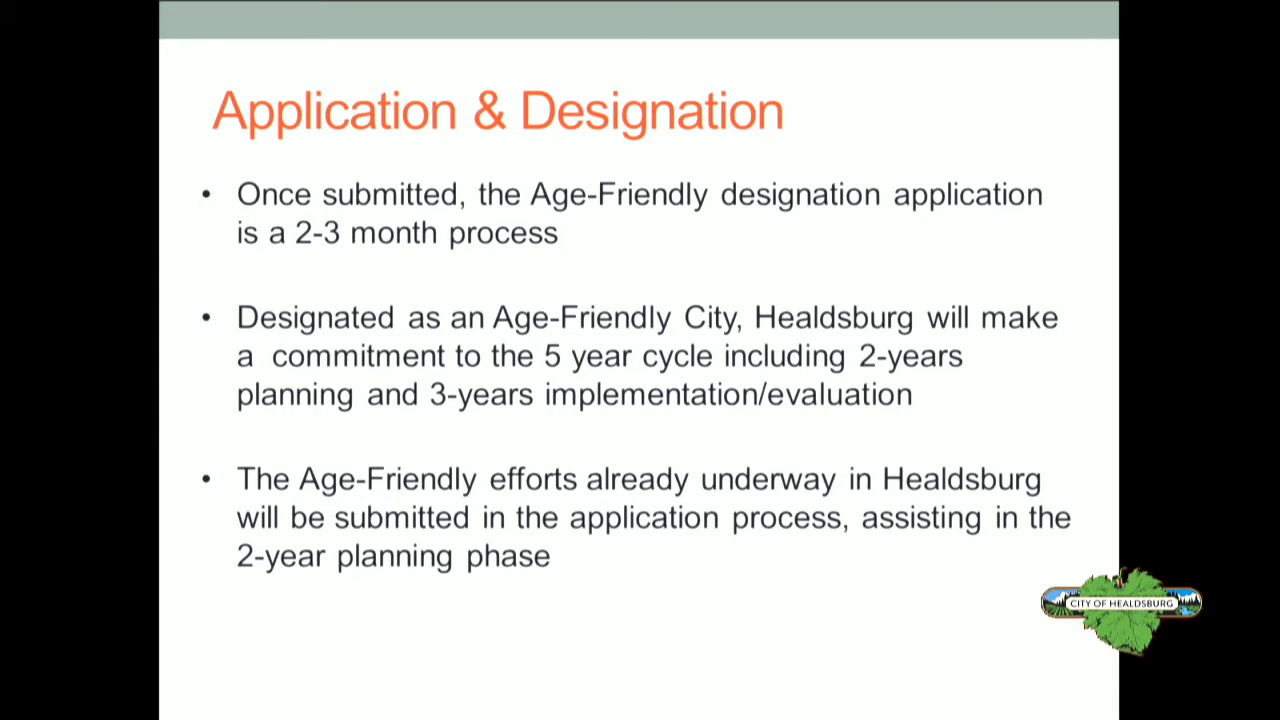 Application & Designation
• Once submitted, the Age-Friendly designation application
is a 2-3 month process
• Designated as an Age-Friendly City, Healdsburg will make
a commitment to the 5 year cycle including 2-years
planning and 3-years implementation/evaluation
• The Age-Friendly efforts already underway in Healdsburg
will be submitted in the application process, assisting in the
2-year planning phase
CITY OF HEALDSBURG